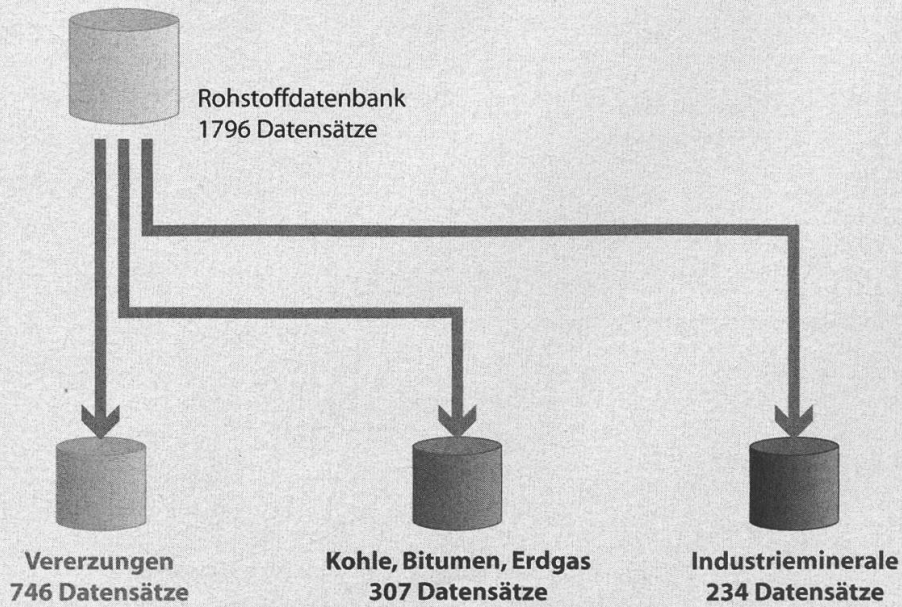 Rohstoffdatenbank
1796 Datensätze
Vererzungen
746 Datensätze
Kohle, Bitumen, Erdgas
307 Datensätze
Industrieminerale
234 Datensätze